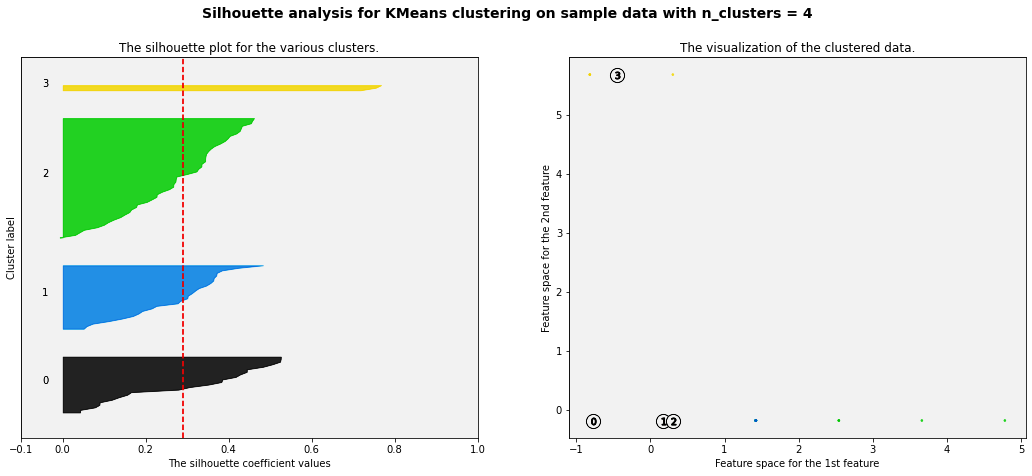 Silhouette analysis for KMeans clustering on sample data with n_clusters = 4
The silhouette plot for the various clusters.
Cluster label
3
2
1
0
-0.1 0.0 0.2 0.4 0.6 0.8 1.0
The silhouette coefficient values
The visualization of the clustered data.
Feature space for the 2nd feature
5
4
3
2
1
0
3
0 1 2
-1 0 1 2 3 4 5
Feature space for the 1st feature